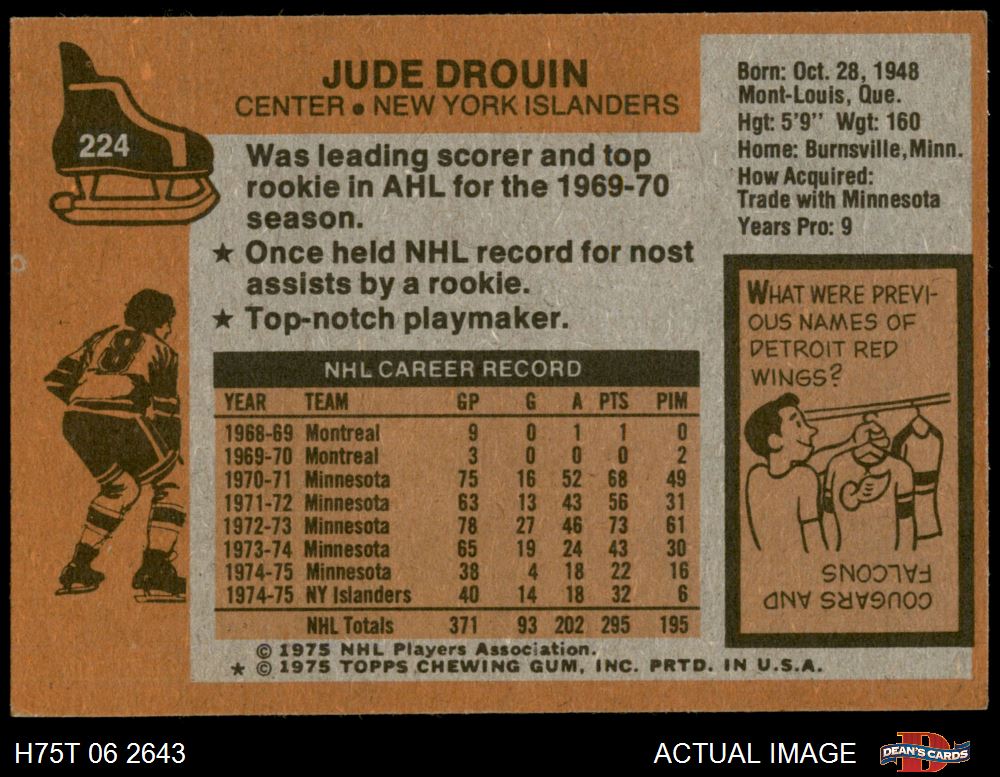 224
JUDE DROUIN
CENTER • NEW YORK ISLANDERS
Was leading scorer and top
rookie in AHL for the 1969-70
season.
★ Once held NHL record for nost
assists by a rookie.
★ Top-notch playmaker.
Born: Oct. 28, 1948
Mont-Louis, Que.
Hgt: 5'9" Wgt: 160
Home: Burnsville, Minn.
How Acquired:
Trade with Minnesota
Years Pro: 9
8
NHL CAREER RECORD
YEAR TEAM GP G A PTS PIM
1968-69 Montreal 9 0 1 1 0
1969-70 Montreal 3 0 0 0 2
1970-71 Minnesota 75 16 52 68 49
1971-72 Minnesota 63 13 43 56 31
1972-73 Minnesota 78 27 46 73 61
1973-74 Minnesota 65 19 24 43 30
1974-75 Minnesota 38 4 18 22 16
1974-75 NY Islanders 40 14 18 32 6
NHL Totals 371 93 202 295 195
WHAT WERE PREVI-
OUS NAMES OF
DETROIT RED
WINGS?
COUGARS AND
FALCONS
© 1975 NHL Players Association.
★ © 1975 TOPPS CHEWING GUM, INC. PRTD. IN U.S.A.
H75T 06 2643
ACTUAL IMAGE
D
DEAN'S CARDS